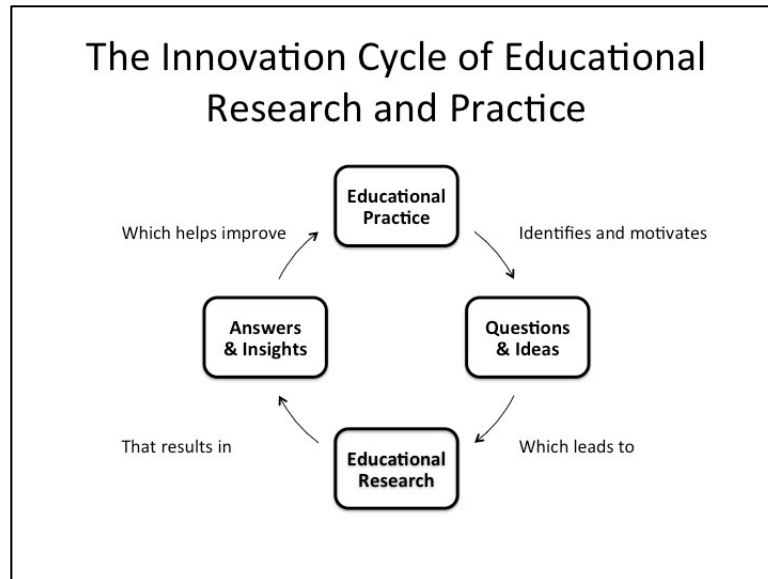 The Innovation Cycle of Educational
Research and Practice
Educational
Practice
Which helps improve
Identifies and motivates
Answers
& Insights
Questions
& Ideas
That results in
Which leads to
Educational
Research